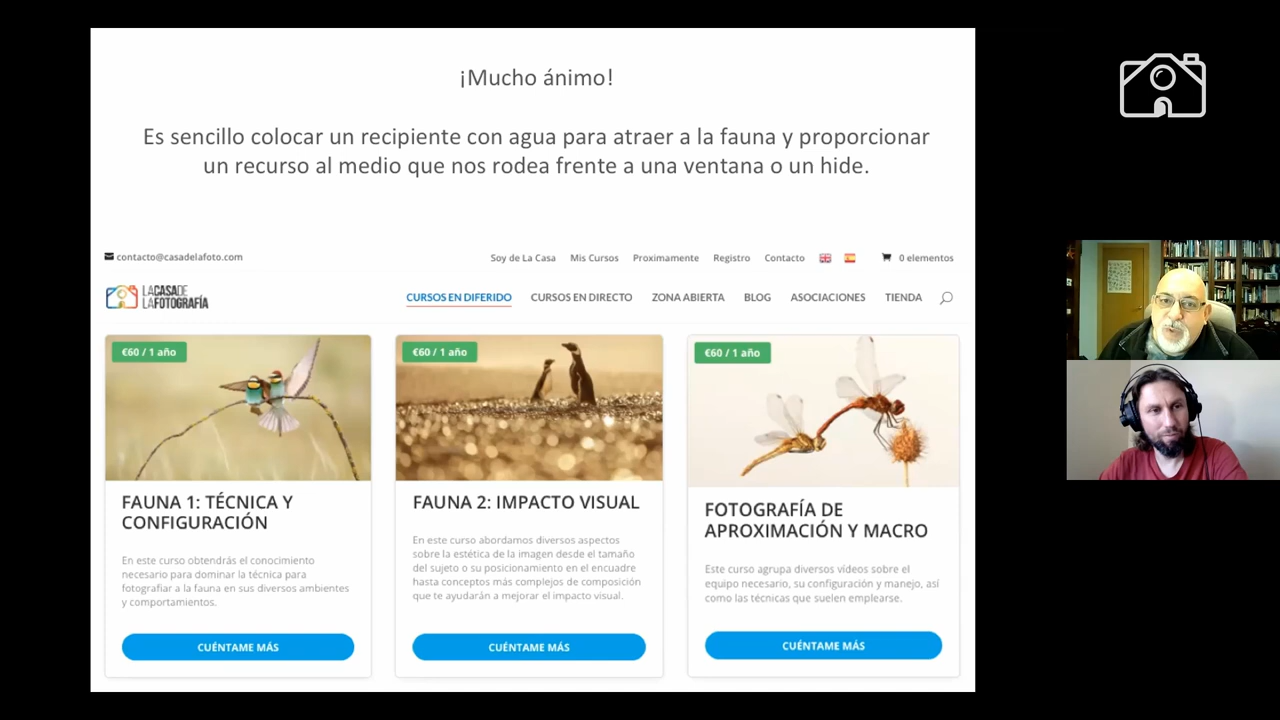 ¡Mucho ánimo!
Es sencillo colocar un recipiente con agua para atraer a la fauna y proporcionar
un recurso al medio que nos rodea frente a una ventana o un hide.
contacto@casadelafoto.com
Soy de La Casa Mis Cursos Proximamente Registro Contacto 0 elementos
LACASADE
LAFOTOGRAFÍA
CURSOS EN DIFERIDO CURSOS EN DIRECTO ZONA ABIERTA BLOG ASOCIACIONES TIENDA
€60 / 1 año
FAUNA 1: TÉCNICA Y
CONFIGURACIÓN
En este curso obtendrás el conocimiento
necesario para dominar la técnica para
fotografiar a la fauna en sus diversos ambientes
y comportamientos.
CUÉNTAME MÁS
€60 / 1 año
FAUNA 2: IMPACTO VISUAL
En este curso abordamos diversos aspectos
sobre la estética de la imagen desde el tamaño
del sujeto o su posicionamiento en el encuadre
hasta conceptos más complejos de composición
que te ayudarán a mejorar el impacto visual.
CUÉNTAME MÁS
€60 / 1 año
FOTOGRAFÍA DE
APROXIMACIÓN Y MACRO
Este curso agrupa diversos vídeos sobre el
equipo necesario, su configuración y manejo, así
como las técnicas que suelen emplearse.
CUÉNTAME MÁS